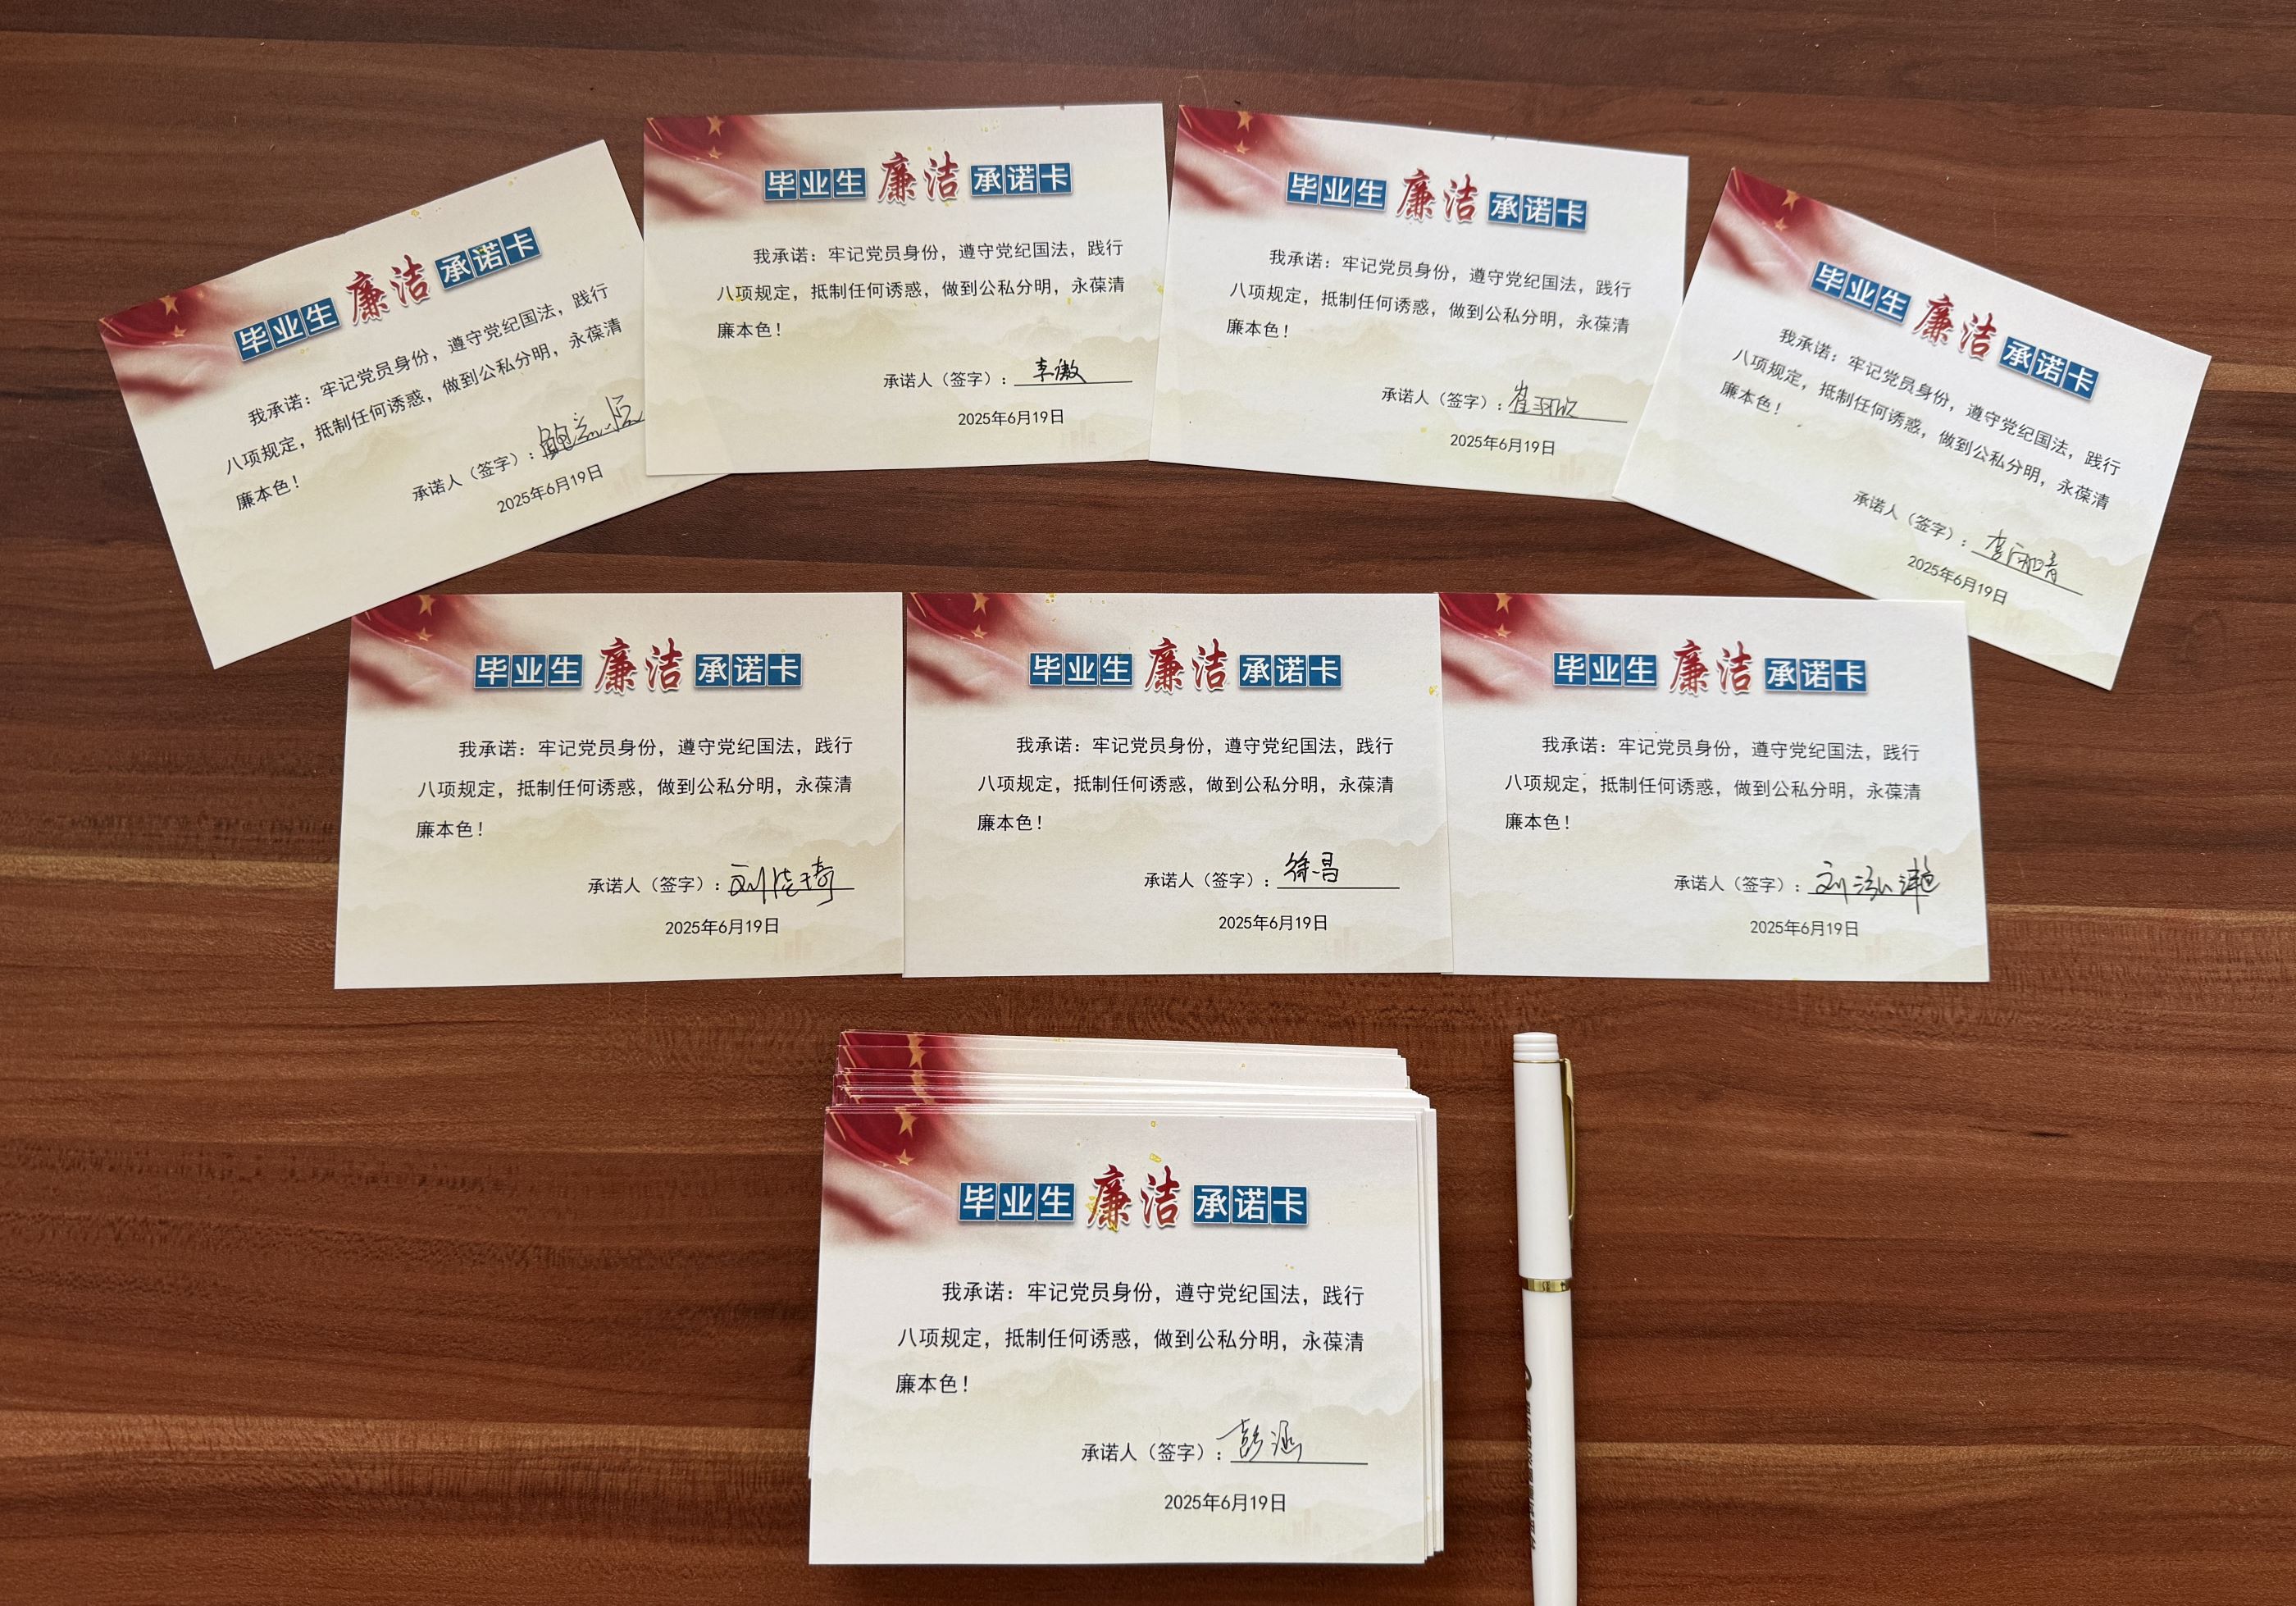 毕业生廉洁承诺卡
我承诺：牢记党员身份，遵守党纪国法，践行
八项规定，抵制任何诱惑，做到公私分明，永葆清
廉本色！
承诺人（签字）：
2025年6月19日
毕业生廉洁承诺卡
我承诺：牢记党员身份，遵守党纪国法，践行
八项规定，抵制任何诱惑，做到公私分明，永葆清
廉本色！
承诺人（签字）：李傲
2025年6月19日
毕业生廉洁承诺卡
我承诺：牢记党员身份，遵守党纪国法，践行
八项规定，抵制任何诱惑，做到公私分明，永葆清
廉本色！
承诺人（签字）：崔羽欣
2025年6月19日
毕业生廉洁承诺卡
我承诺：牢记党员身份，遵守党纪国法，践行
八项规定，抵制任何诱惑，做到公私分明，永葆清
廉本色！
承诺人（签字）：
2025年6月19日
毕业生廉洁承诺卡
我承诺：牢记党员身份，遵守党纪国法，践行
八项规定，抵制任何诱惑，做到公私分明，永葆清
廉本色！
承诺人（签字）：刘晓琦
2025年6月19日
毕业生廉洁承诺卡
我承诺：牢记党员身份，遵守党纪国法，践行
八项规定，抵制任何诱惑，做到公私分明，永葆清
廉本色！
承诺人（签字）：徐昌
2025年6月19日
毕业生廉洁承诺卡
我承诺：牢记党员身份，遵守党纪国法，践行
八项规定，抵制任何诱惑，做到公私分明，永葆清
廉本色！
承诺人（签字）：
2025年6月19日
毕业生廉洁承诺卡
我承诺：牢记党员身份，遵守党纪国法，践行
八项规定，抵制任何诱惑，做到公私分明，永葆清
廉本色！
承诺人（签字）：彭涵
2025年6月19日